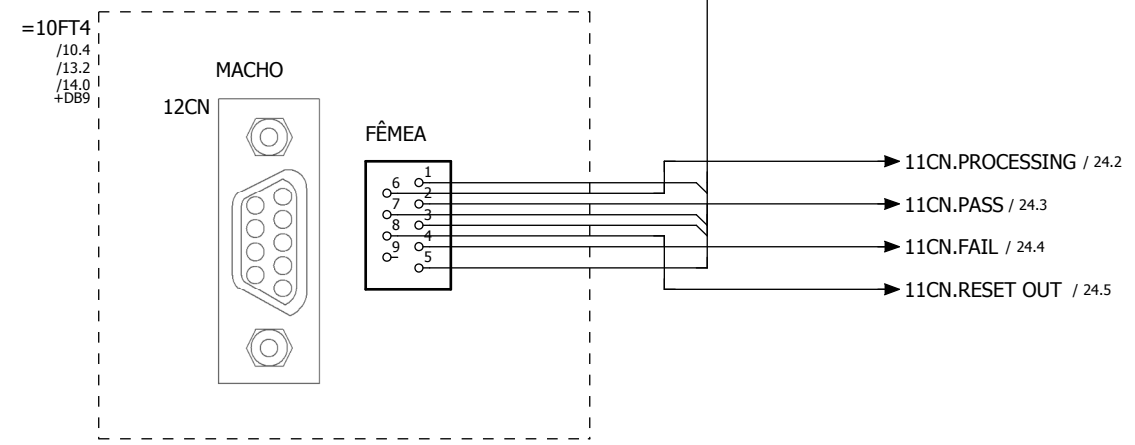 =10FT4
/10.4
/13.2
/14.0
+DB9
MACHO
12CN
FÊMEA
1
6
2
7
3
8
4
9
5
11CN.PROCESSING / 24.2
11CN.PASS / 24.3
11CN.FAIL / 24.4
11CN.RESET OUT / 24.5